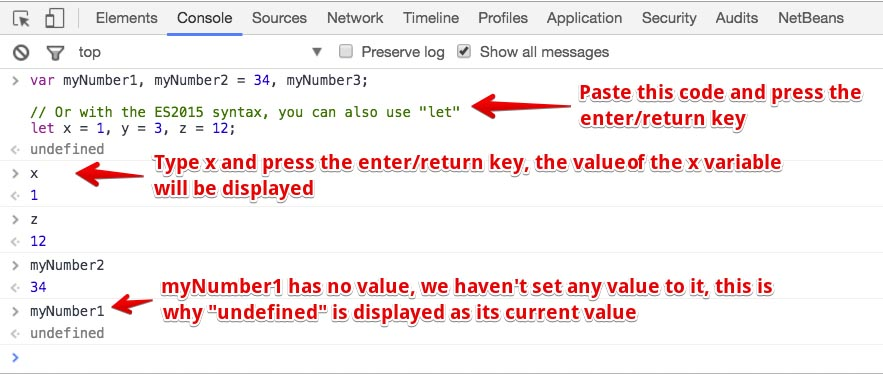 Elements Console Sources Network Timeline Profiles Application Security Audits NetBeans
top Preserve log Show all messages
> var myNumber1, myNumber2 = 34, myNumber3;
// Or with the ES2015 syntax, you can also use "let"
let x = 1, y = 3, z = 12;
undefined
Paste this code and press the
enter/return key
> x
1
Type x and press the enter/return key, the value of the x variable
will be displayed
> z
12
> myNumber2
34
> myNumber1
undefined
myNumber1 has no value, we haven't set any value to it, this is
why "undefined" is displayed as its current value
>